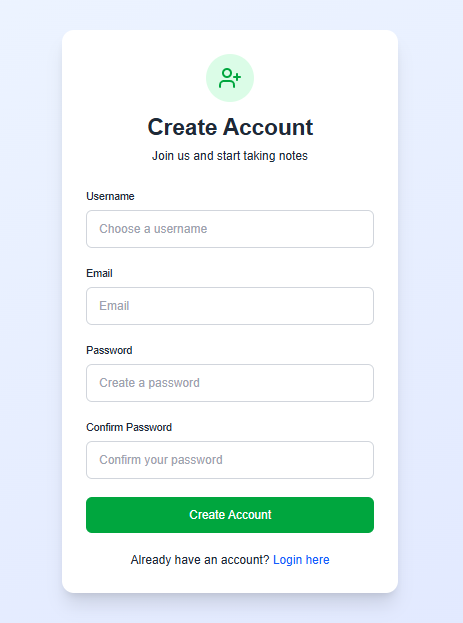 Create Account
Join us and start taking notes
Username
Choose a username
Email
Email
Password
Create a password
Confirm Password
Confirm your password
Create Account
Already have an account? Login here